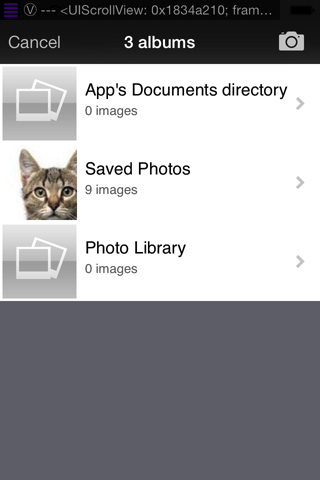 Ⓥ --- <UIScrollView: 0x1834a210; fram…
Cancel
3 albums
App's Documents directory
0 images
Saved Photos
9 images
Photo Library
0 images